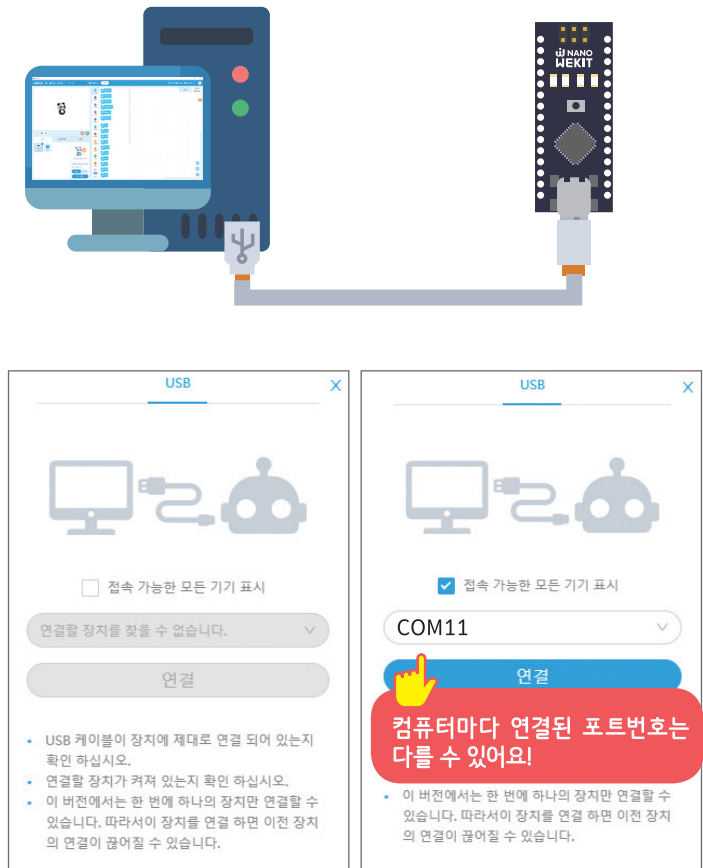 NANO
WEKIT
USB
X
접속 가능한 모든 기기 표시
연결할 장치를 찾을 수 없습니다.
연결
USB 케이블이 장치에 제대로 연결 되어 있는지
확인 하십시오.
연결할 장치가 켜져 있는지 확인 하십시오.
이 버전에서는 한 번에 하나의 장치만 연결할 수
있습니다. 따라서이 장치를 연결 하면 이전 장치
의 연결이 끊어질 수 있습니다.
USB
X
접속 가능한 모든 기기 표시
COM11
연결
컴퓨터마다 연결된 포트번호는
다를 수 있어요!
이 버전에서는 한 번에 하나의 장치만 연결할 수
있습니다. 따라서이 장치를 연결 하면 이전 장치
의 연결이 끊어질 수 있습니다.